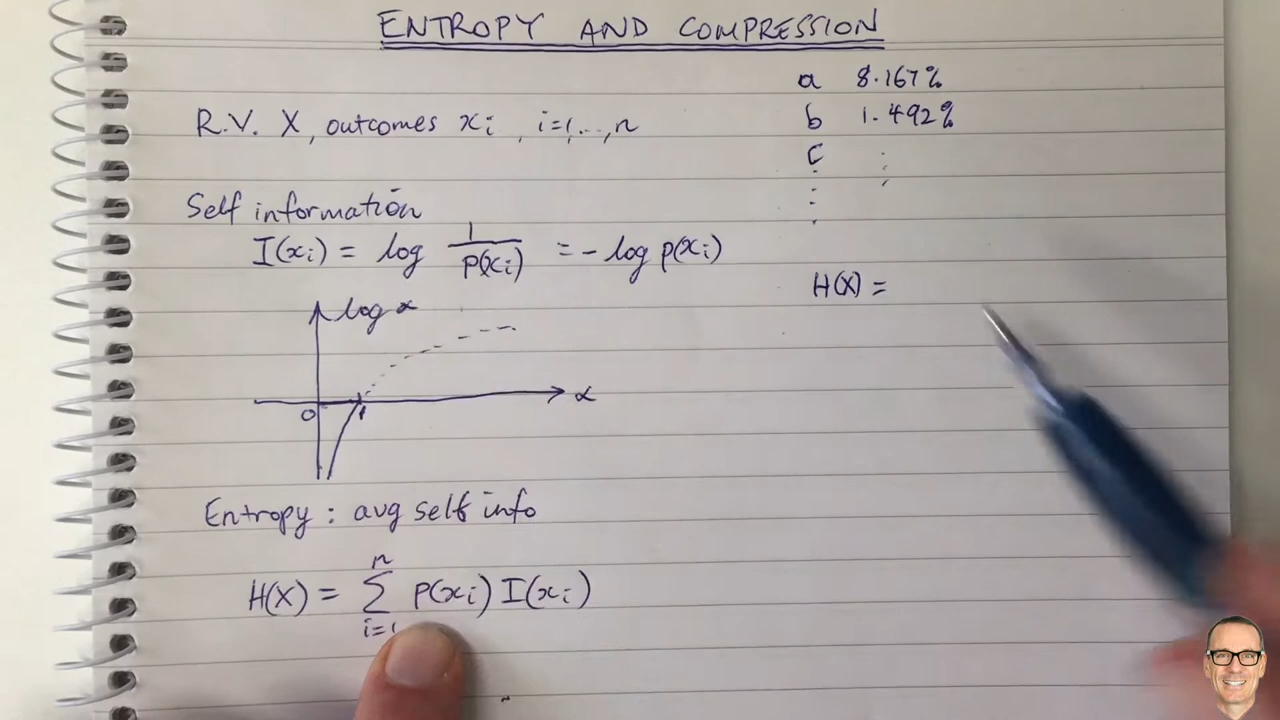 ENTROPY AND COMPRESSION
R.V. X, outcomes xᵢ, i=1,...,n
Self information
I(xᵢ) = log 1/P(xᵢ) = -log p(xᵢ)
log α
0 1 α
Entropy: avg self info
H(X) = Σ P(xᵢ) I(xᵢ)
n
i=1
a 8.167%
b 1.492%
c :
:
H(X) =